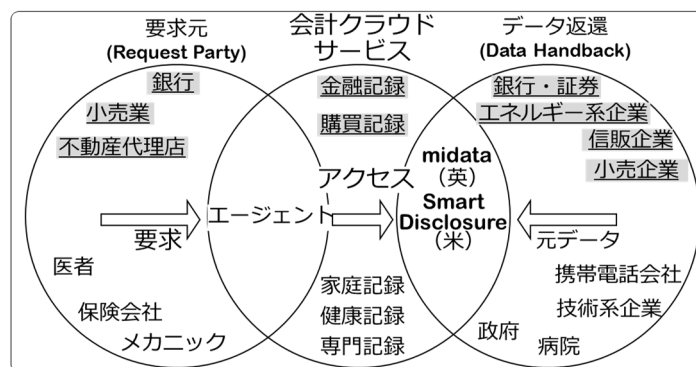 要求元
(Request Party)
会計クラウド
サービス
データ返還
(Data Handback)
銀行
小売業
不動産代理店
金融記録
購買記録
銀行・証券
エネルギー系企業
信販企業
小売企業
アクセス
midata
(英)
Smart
Disclosure
(米)
エージェント
要求
元データ
医者
保険会社
メカニック
家庭記録
健康記録
専門記録
携帯電話会社
技術系企業
政府
病院